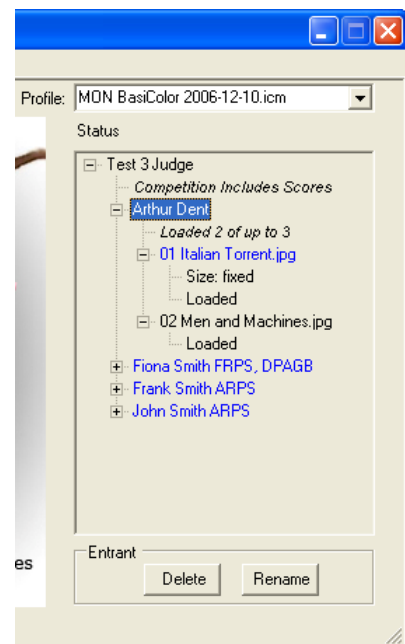 Profile: MON BasiColor 2006-12-10.icm
Status
Test 3 Judge
Competition Includes Scores
Arthur Dent
Loaded 2 of up to 3
01 Italian Torrent.jpg
Size: fixed
Loaded
02 Men and Machines.jpg
Loaded
Fiona Smith FRPS, DPAGB
Frank Smith ARPS
John Smith ARPS
es
Entrant
Delete Rename